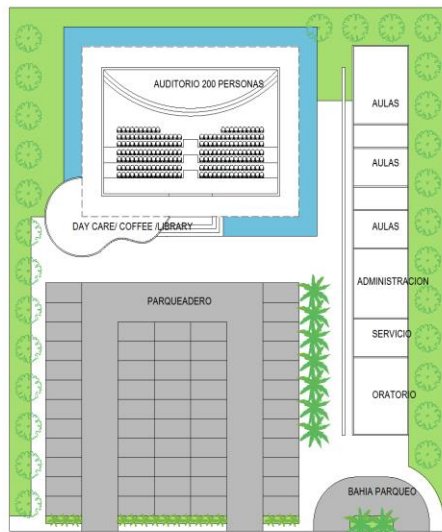 AUDITORIO 200 PERSONAS
AULAS
AULAS
AULAS
DAY CARE/ COFFEE /LIBRARY
ADMINISTRACION
PARQUEADERO
SERVICIO
ORATORIO
BAHIA PARQUEO